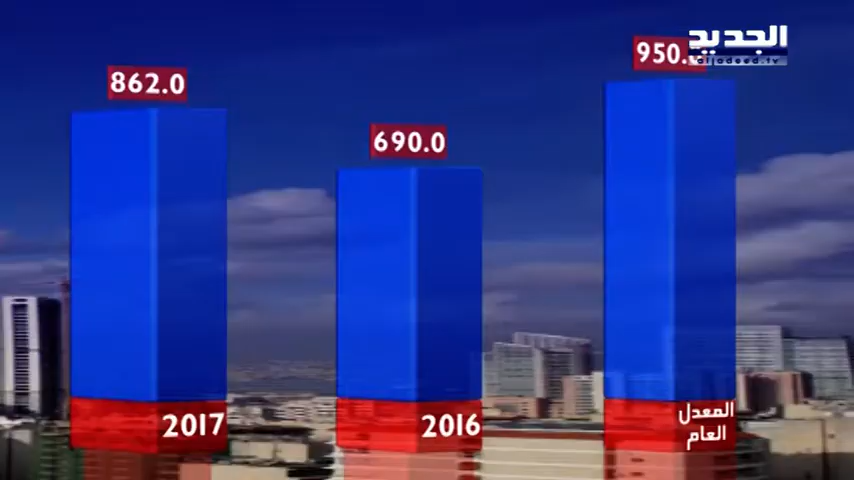 الجديد
aljadeed.tv
950.
690.0
862.0
المعدل
العام
2016
2017